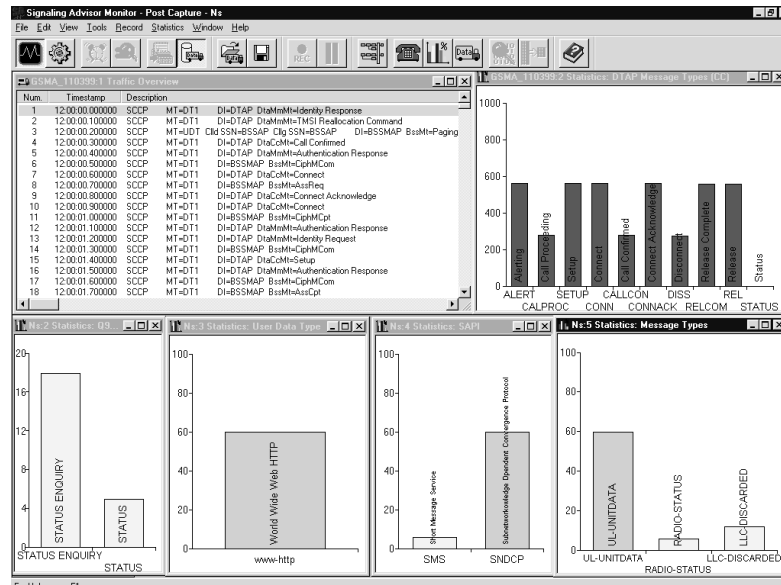 Signaling Advisor Monitor - Post Capture - Ns
File Edit View Tools Record Statistics Window Help
REC
Data
Data
GSMA_110399:1 Traffic Overview
Num. Timestamp Description
1 12:00:00.000000 SCCP MT=DT1 DI=DTAP DtaMmMt=Identity Response
2 12:00:00.100000 SCCP MT=DT1 DI=DTAP DtaMmMt=TMSI Reallocation Command
3 12:00:00.200000 SCCP MT=UDT Clld SSN=BSSAP Cllg SSN=BSSAP DI=BSSMAP BssMt=Paging
4 12:00:00.300000 SCCP MT=DT1 DI=DTAP DtaCcMt=Call Confirmed
5 12:00:00.400000 SCCP MT=DT1 DI=DTAP DtaMmMt=Authentication Response
6 12:00:00.500000 SCCP MT=DT1 DI=BSSMAP BssMt=CiphMCom
7 12:00:00.600000 SCCP MT=DT1 DI=DTAP DtaCcMt=Connect
8 12:00:00.700000 SCCP MT=DT1 DI=BSSMAP BssMt=AssReq
9 12:00:00.800000 SCCP MT=DT1 DI=DTAP DtaCcMt=Connect Acknowledge
10 12:00:00.900000 SCCP MT=DT1 DI=DTAP DtaCcMt=Connect
11 12:00:01.000000 SCCP MT=DT1 DI=BSSMAP BssMt=CiphMCpt
12 12:00:01.100000 SCCP MT=DT1 DI=DTAP DtaMmMt=Authentication Response
13 12:00:01.200000 SCCP MT=DT1 DI=DTAP DtaMmMt=Identity Request
14 12:00:01.300000 SCCP MT=DT1 DI=BSSMAP BssMt=CiphMCom
15 12:00:01.400000 SCCP MT=DT1 DI=DTAP DtaCcMt=Setup
16 12:00:01.500000 SCCP MT=DT1 DI=DTAP DtaMmMt=Authentication Response
17 12:00:01.600000 SCCP MT=DT1 DI=BSSMAP BssMt=CiphMCom
18 12:00:01.700000 SCCP MT=DT1 DI=BSSMAP BssMt=AssCpt
GSMA_110399:2 Statistics: DTAP Message Types (CC)
1000
800
600
400
200
0
Alerting
Call Proceeding
Setup
Connect
Call Confirmed
Connect Acknowledge
Disconnect
Release Complete
Release
Status
ALERT SETUP CALLCON DISS REL
CALPROC CONN CONNACK RELCOM STATUS
Ns:2 Statistics: Q9...
20
16
12
8
4
0
STATUS ENQUIRY
STATUS
STATUS ENQUIRY
STATUS
Ns:3 Statistics: User Data Type
100
80
60
40
20
0
World Wide Web HTTP
www-http
Ns:4 Statistics: SAPI
100
80
60
40
20
0
Short Message Service
Subnetworkowledge Dpendent Convergence Protocol
SMS SNDCP
Ns:5 Statistics: Message Types
100
80
60
40
20
0
UL-UNITDATA
RADIO-STATUS
LLC-DISCARDED
UL-UNITDATA LLC-DISCARDED
RADIO-STATUS